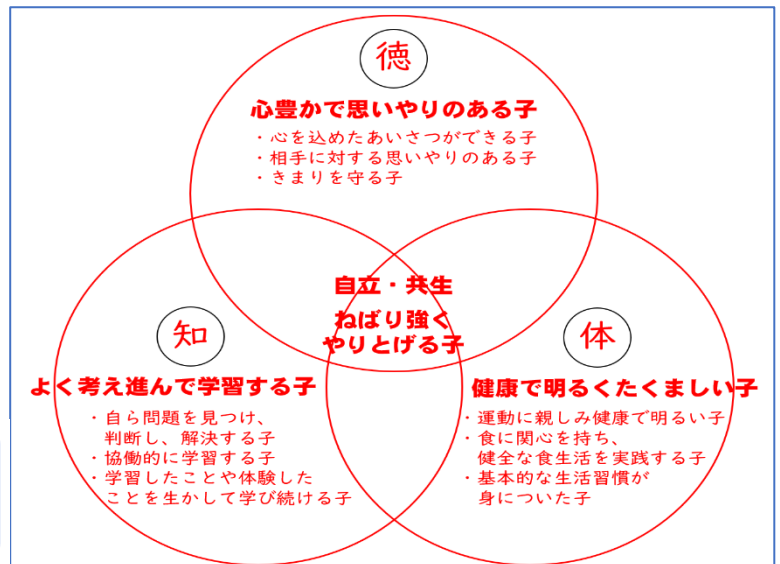 徳
心豊かで思いやりのある子
・心を込めたあいさつができる子
・相手に対する思いやりのある子
・きまりを守る子
自立・共生
ねばり強く
やりとげる子
知
よく考え進んで学習する子
・自ら問題を見つけ、
判断し、解決する子
・協働的に学習する子
・学習したことや体験した
ことを生かして学び続ける子
体
健康で明るくたくましい子
・運動に親しみ健康で明るい子
・食に関心を持ち、
健全な食生活を実践する子
・基本的な生活習慣が
身についた子